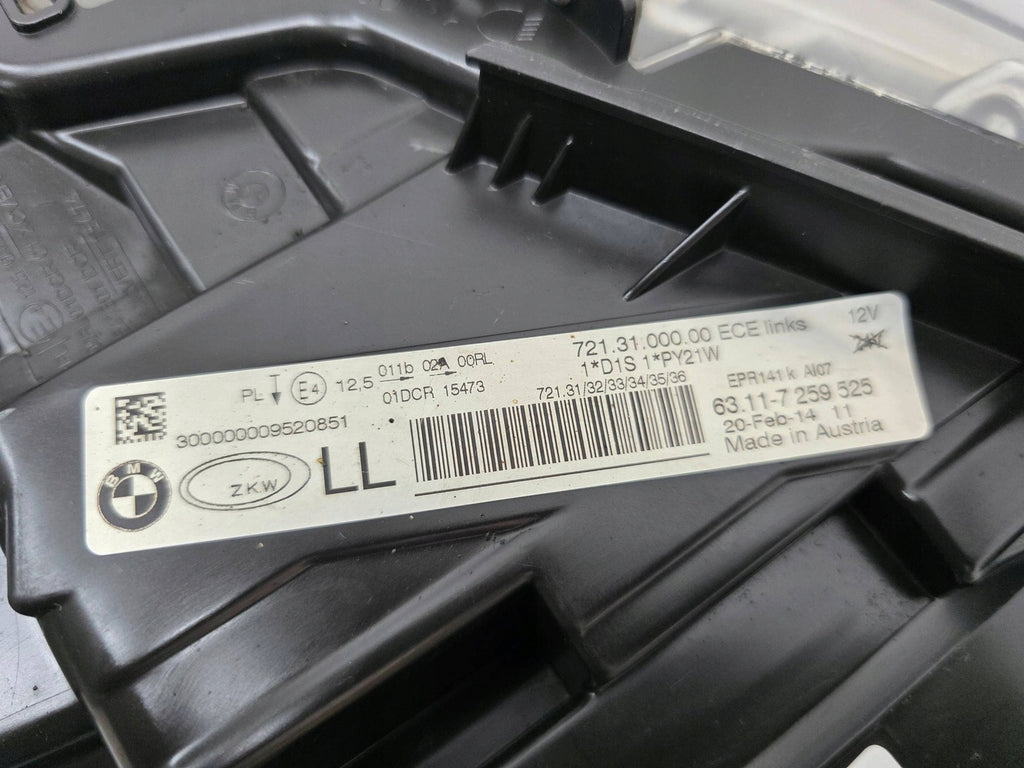 721.31.000.00 ECE links 12V
PL E4 12,5 011b 02A 00RL
1*D1S 1*PY21W
01DCR 15473
721.31/32/33/34/35/36
EPR141 k AI07
300000009520851
63.11-7 259 525
20-Feb-14 11
Made in Austria
BMW
Z.K.W
LL